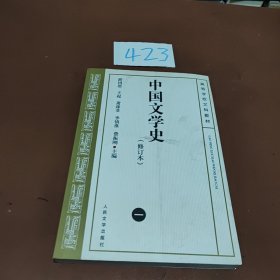 423
高等学校文科教材
中国文学史
（修订本）
游国恩 王起 萧涤非 季镇淮 费振刚 主编
一
人民文学出版社